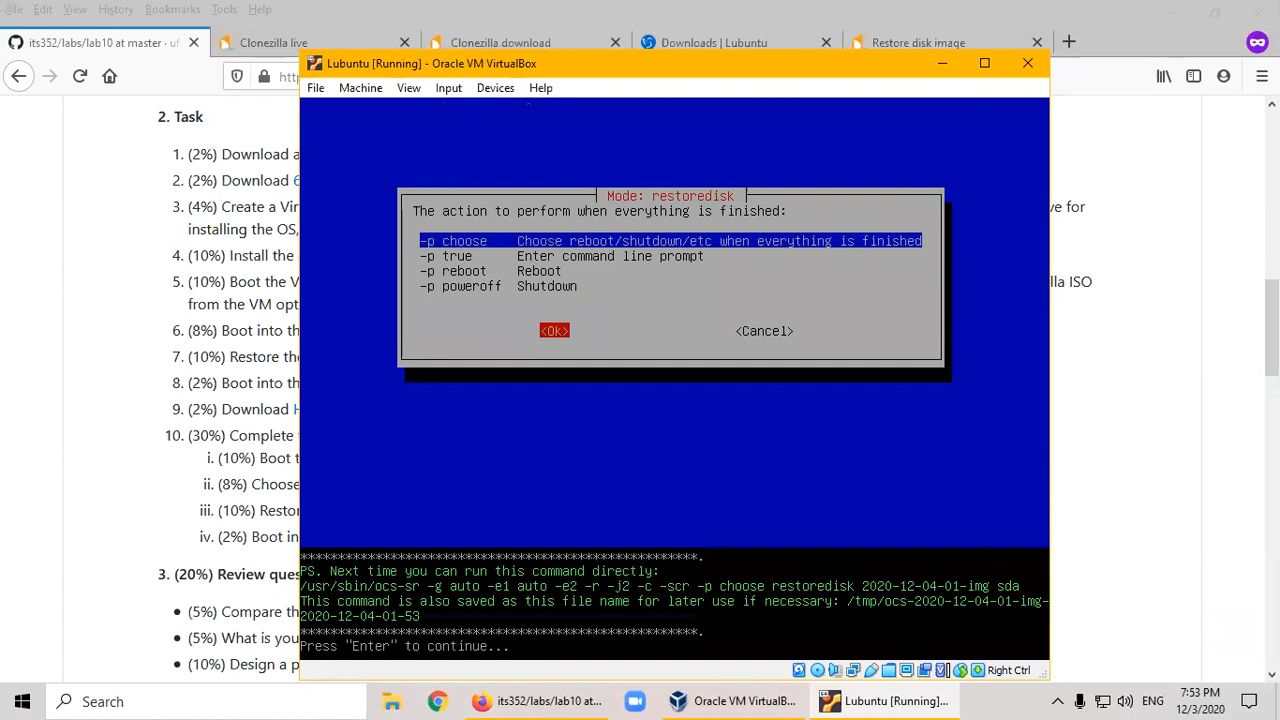 File Edit View History Bookmarks Tools Help
its352/labs/lab10 at master · uf
Clonezilla live
Clonezilla download
Downloads | Lubuntu
Restore disk image
Lubuntu [Running] - Oracle VM VirtualBox
File Machine View Input Devices Help
2. Task
1. (2%) Download a
2. (2%) Download 6
3. (4%) Create a Vir
ve for
installing the OS,
4. (10%) Install the
5. (10%) Boot the V
illa ISO
from the VM opt
6. (8%) Boot into th
7. (10%) Restore the
8. (2%) Boot into th
9. (2%) Download H
10. (30%) Complete
i. (10%) Boot t
ii. (8%) Choos
iii. (10%) Restor
iv. (2%) Boot in
3. (20%) Review ques
(5%) Compare th
(5%) What is you
(10%) Design a p
Mode: restoredisk
The action to perform when everything is finished:
-p choose Choose reboot/shutdown/etc when everything is finished
-p true Enter command line prompt
-p reboot Reboot
-p poweroff Shutdown
<Ok> <Cancel>
*****************************************************.
PS. Next time you can run this command directly:
/usr/sbin/ocs-sr -g auto -e1 auto -e2 -r -j2 -c -scr -p choose restoredisk 2020-12-04-01-img sda
This command is also saved as this file name for later use if necessary: /tmp/ocs-2020-12-04-01-img-
2020-12-04-01-53
*****************************************************.
Press "Enter" to continue...
Right Ctrl
Search
its352/labs/lab10 at...
Oracle VM VirtualB...
Lubuntu [Running]...
ENG
7:53 PM
12/3/2020